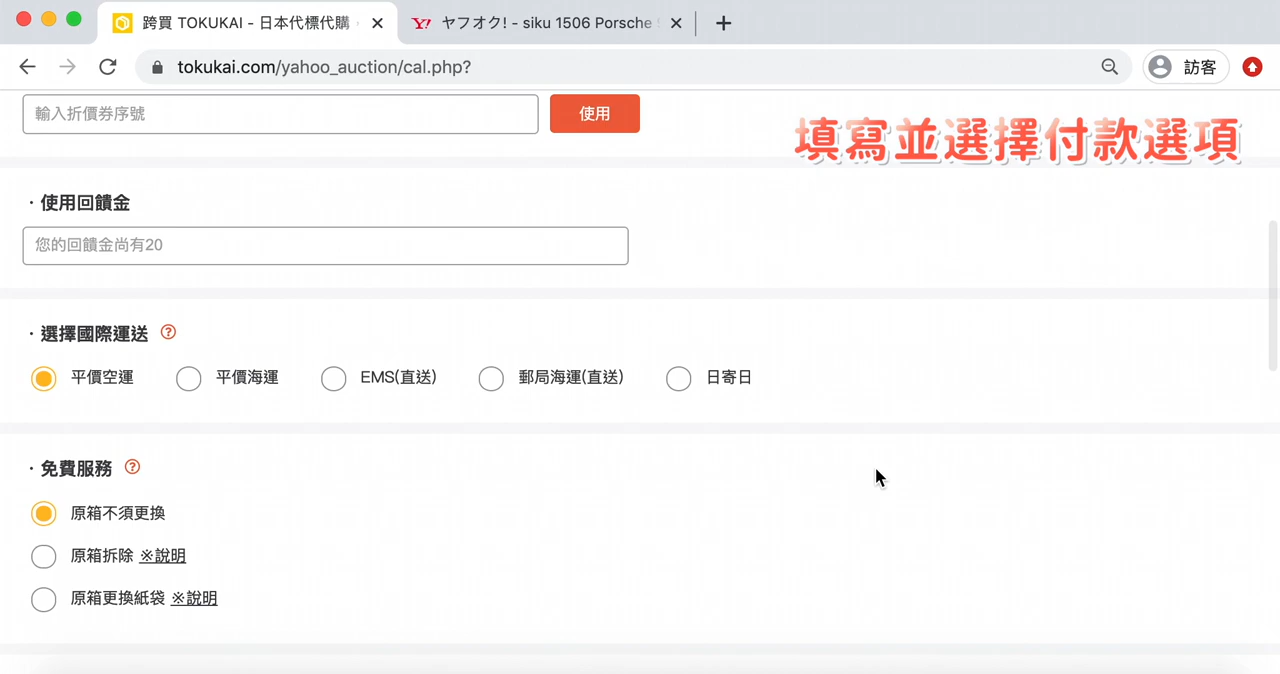 跨買 TOKUKAI - 日本代標代購
ヤフオク! - siku 1506 Porsche
tokukai.com/yahoo_auction/cal.php?
訪客
輸入折價券序號
使用
填寫並選擇付款選項
· 使用回饋金
您的回饋金尚有20
· 選擇國際運送 ?
平價空運 平價海運 EMS(直送) 郵局海運(直送) 日寄日
· 免費服務 ?
原箱不須更換
原箱拆除 ※說明
原箱更換紙袋 ※說明